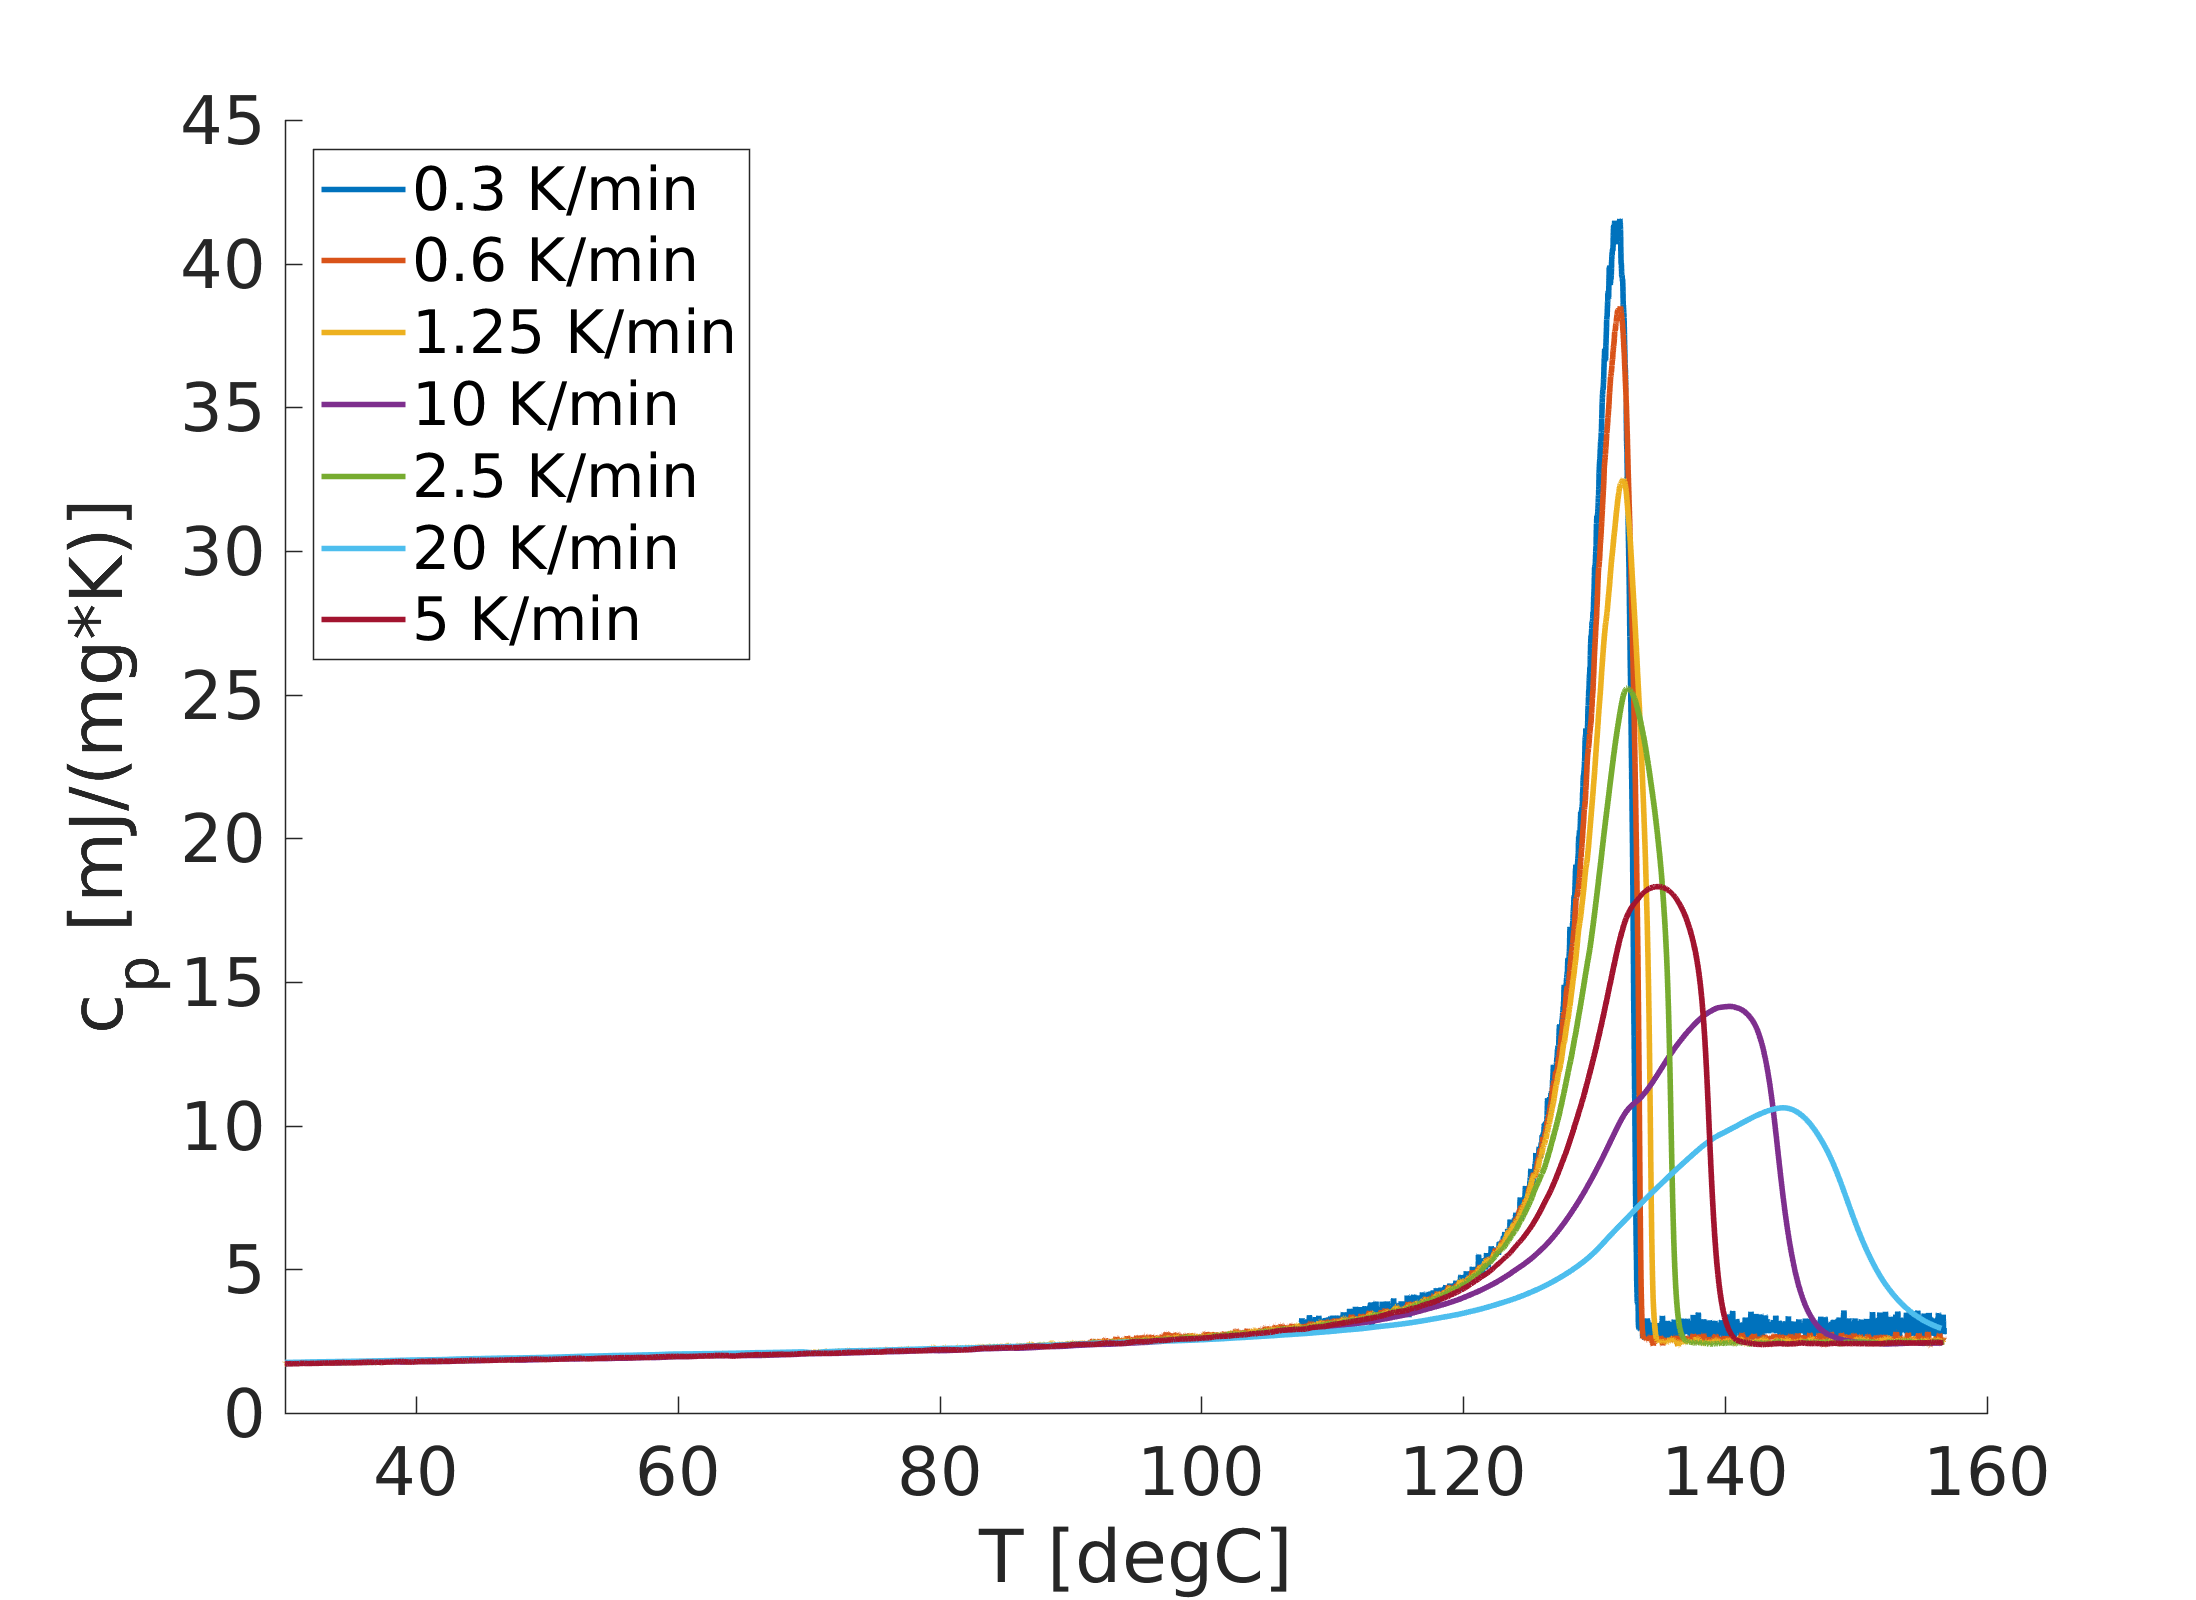 45
40
35
30
25
20
15
10
5
0
c_p [mJ/(mg*K)]
0.3 K/min
0.6 K/min
1.25 K/min
10 K/min
2.5 K/min
20 K/min
5 K/min
40 60 80 100 120 140 160
T [degC]